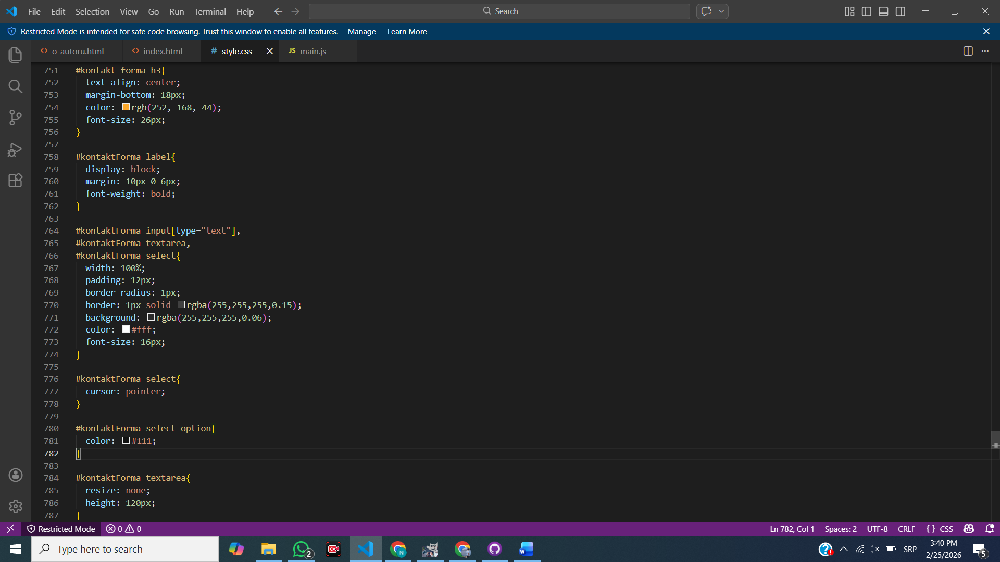 File Edit Selection View Go Run Terminal Help Search
Restricted Mode is intended for safe code browsing. Trust this window to enable all features. Manage Learn More
o-autoru.html index.html # style.css JS main.js
751 #kontakt-forma h3{
752 text-align: center;
753 margin-bottom: 18px;
754 color: rgb(252, 168, 44);
755 font-size: 26px;
756 }
757
758 #kontaktForma label{
759 display: block;
760 margin: 10px 0 6px;
761 font-weight: bold;
762 }
763
764 #kontaktForma input[type="text"],
765 #kontaktForma textarea,
766 #kontaktForma select{
767 width: 100%;
768 padding: 12px;
769 border-radius: 1px;
770 border: 1px solid rgba(255,255,255,0.15);
771 background: rgba(255,255,255,0.06);
772 color: #fff;
773 font-size: 16px;
774 }
775
776 #kontaktForma select{
777 cursor: pointer;
778 }
779
780 #kontaktForma select option{
781 color: #111;
782 }
783
784 #kontaktForma textarea{
785 resize: none;
786 height: 120px;
787 }
Restricted Mode 0 0 Ln 782, Col 1 Spaces: 2 UTF-8 CRLF { } CSS
Type here to search 2 N W SRP 3:40 PM 5
2/25/2026